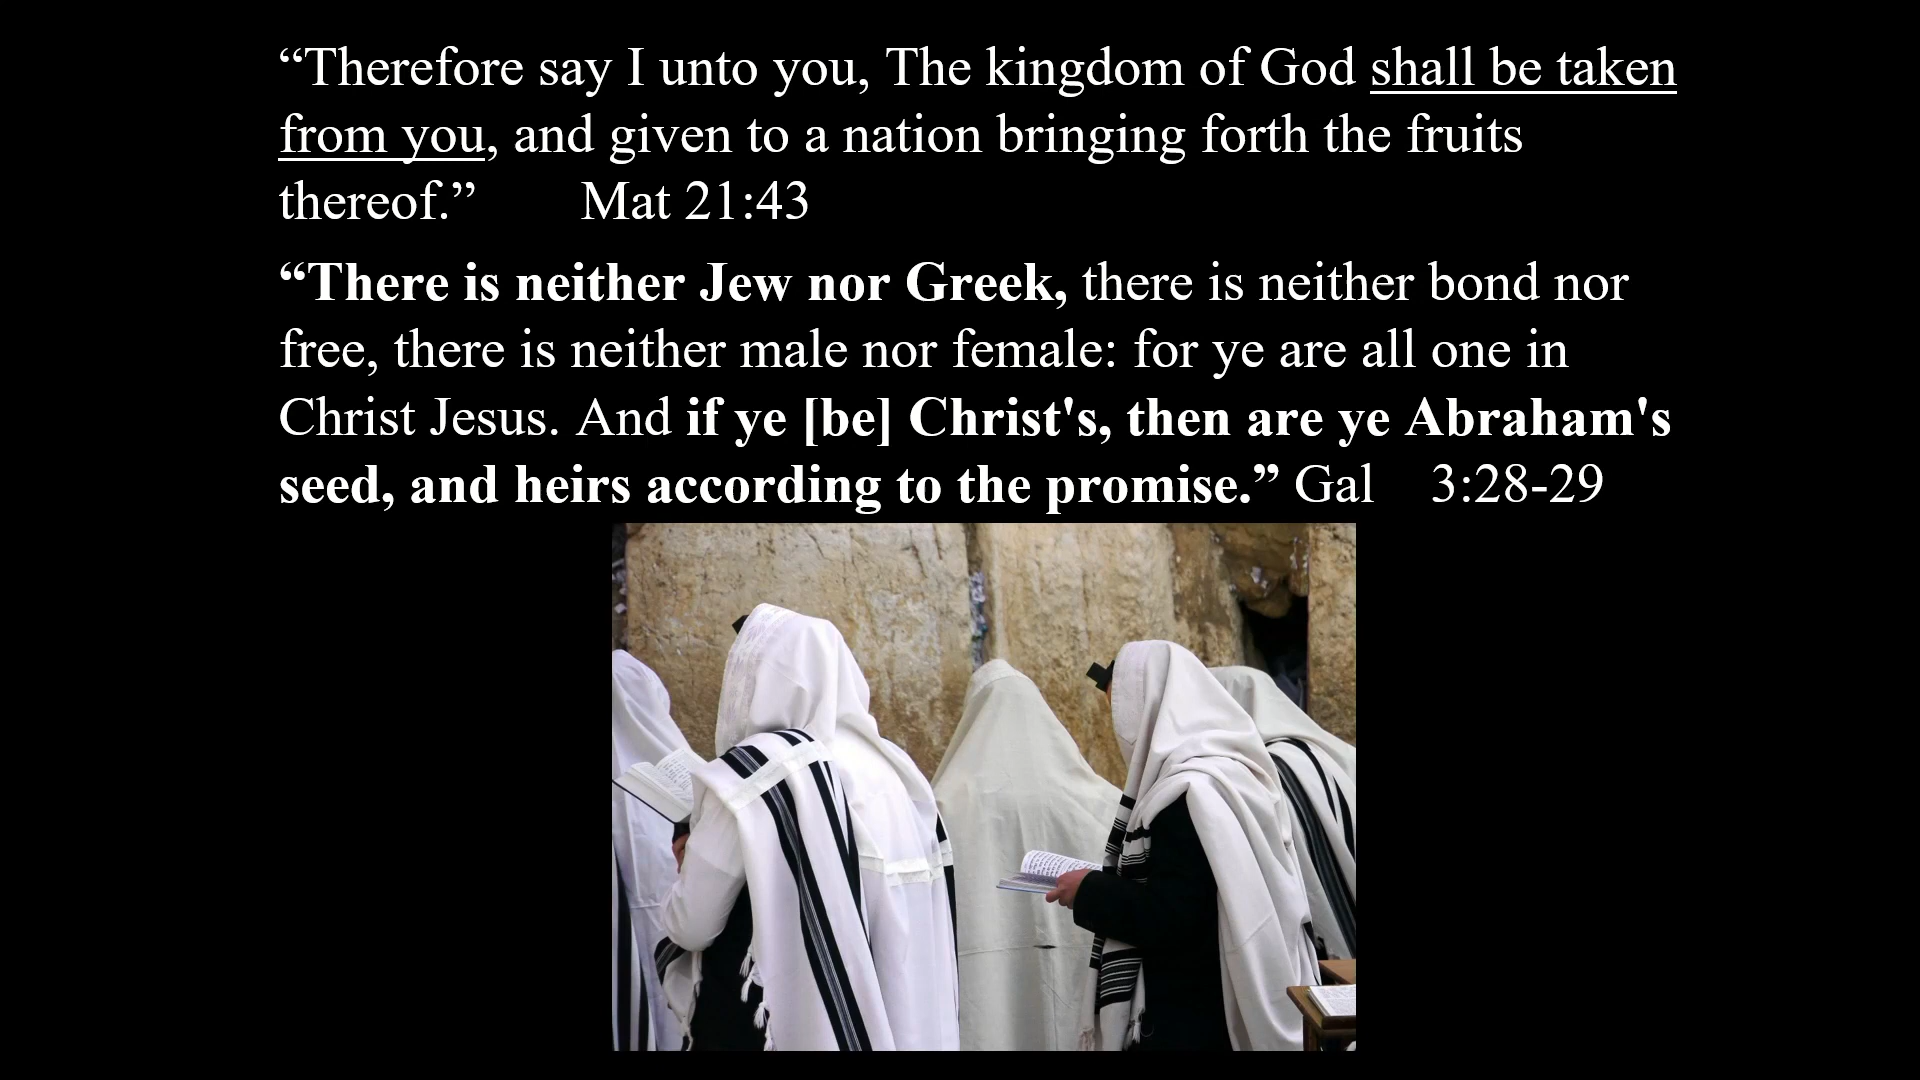 “Therefore say I unto you, The kingdom of God shall be taken
from you, and given to a nation bringing forth the fruits
thereof.” Mat 21:43
“There is neither Jew nor Greek, there is neither bond nor
free, there is neither male nor female: for ye are all one in
Christ Jesus. And if ye [be] Christ's, then are ye Abraham's
seed, and heirs according to the promise.” Gal 3:28-29